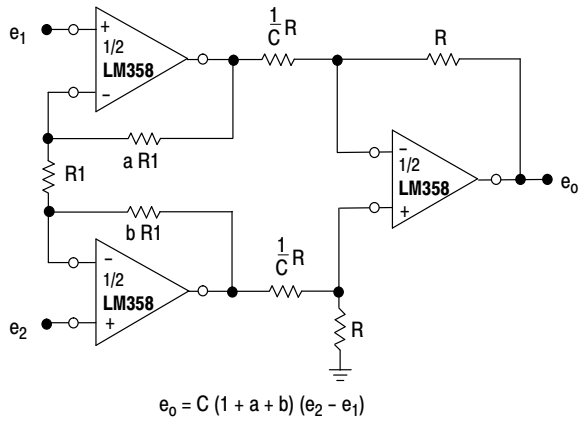 e1
+
1/2
LM358
−
1/C R
R
a R1
R1
−
1/2
LM358
+
eo
b R1
−
1/2
LM358
+
e2
1/C R
R
eo = C (1 + a + b) (e2 − e1)